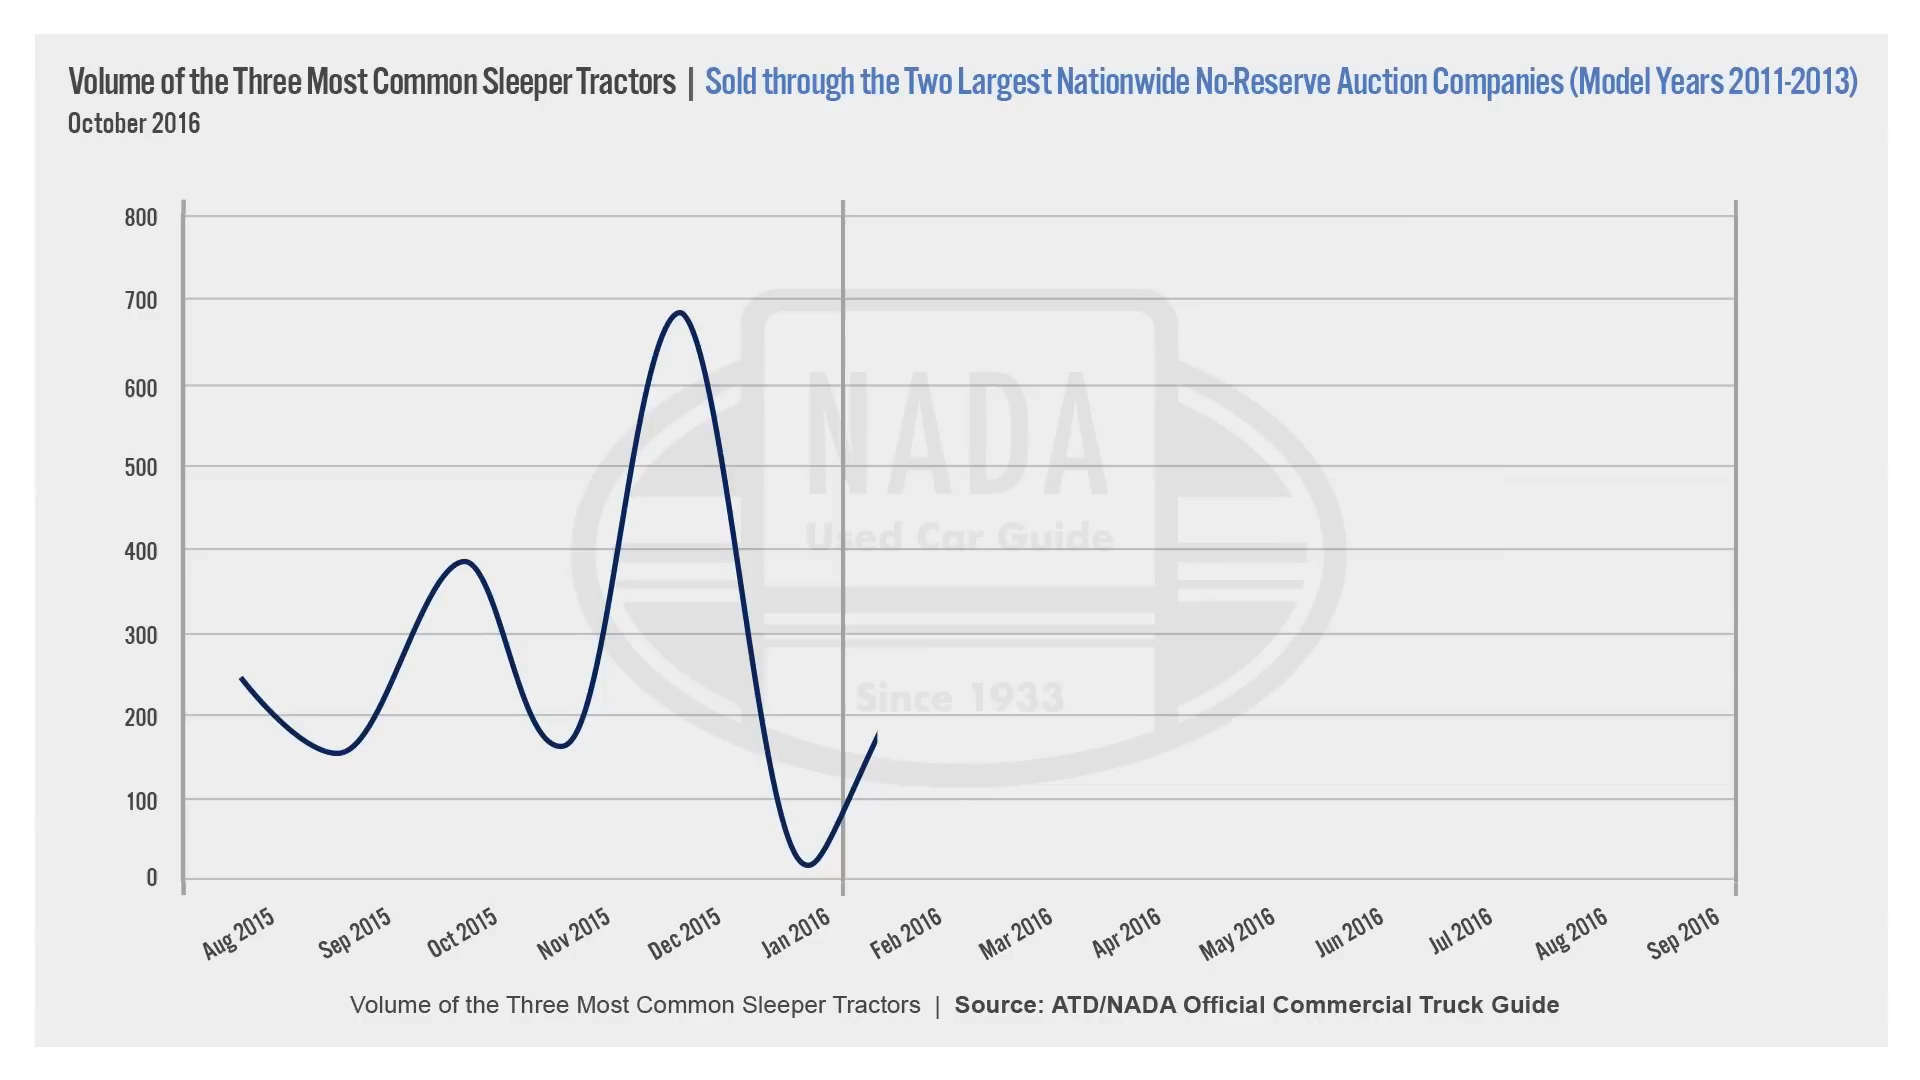 Volume of the Three Most Common Sleeper Tractors | Sold through the Two Largest Nationwide No-Reserve Auction Companies (Model Years 2011-2013)
October 2016
800
700
600
500
400
300
200
100
0
NADA
Used Car Guide
Since 1933
Aug 2015
Sep 2015
Oct 2015
Nov 2015
Dec 2015
Jan 2016
Feb 2016
Mar 2016
Apr 2016
May 2016
Jun 2016
Jul 2016
Aug 2016
Sep 2016
Volume of the Three Most Common Sleeper Tractors | Source: ATD/NADA Official Commercial Truck Guide